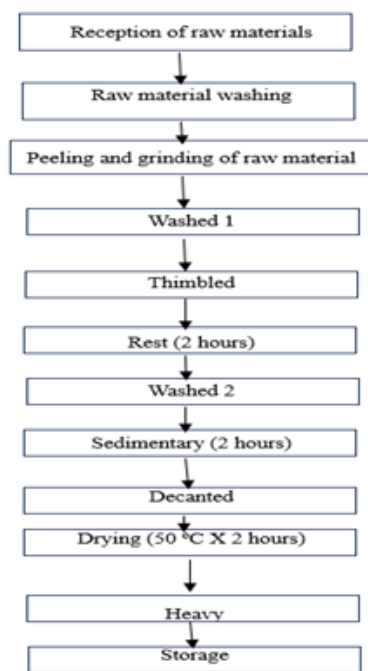 Reception of raw materials
Raw material washing
Peeling and grinding of raw material
Washed 1
Thimbled
Rest (2 hours)
Washed 2
Sedimentary (2 hours)
Decanted
Drying (50 °C X 2 hours)
Heavy
Storage